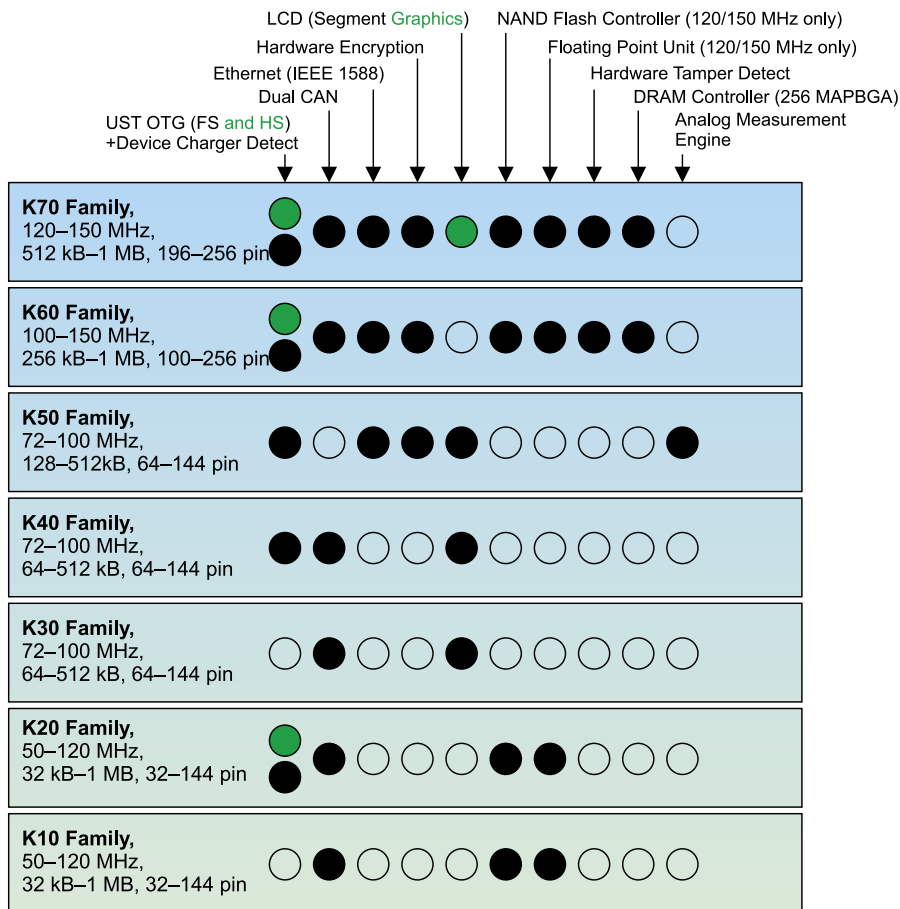 LCD (Segment Graphics)
NAND Flash Controller (120/150 MHz only)
Hardware Encryption
Floating Point Unit (120/150 MHz only)
Ethernet (IEEE 1588)
Hardware Tamper Detect
Dual CAN
DRAM Controller (256 MAPBGA)
UST OTG (FS and HS)
+Device Charger Detect
Analog Measurement
Engine
K70 Family,
120–150 MHz,
512 kB–1 MB, 196–256 pin
K60 Family,
100–150 MHz,
256 kB–1 MB, 100–256 pin
K50 Family,
72–100 MHz,
128–512kB, 64–144 pin
K40 Family,
72–100 MHz,
64–512 kB, 64–144 pin
K30 Family,
72–100 MHz,
64–512 kB, 64–144 pin
K20 Family,
50–120 MHz,
32 kB–1 MB, 32–144 pin
K10 Family,
50–120 MHz,
32 kB–1 MB, 32–144 pin